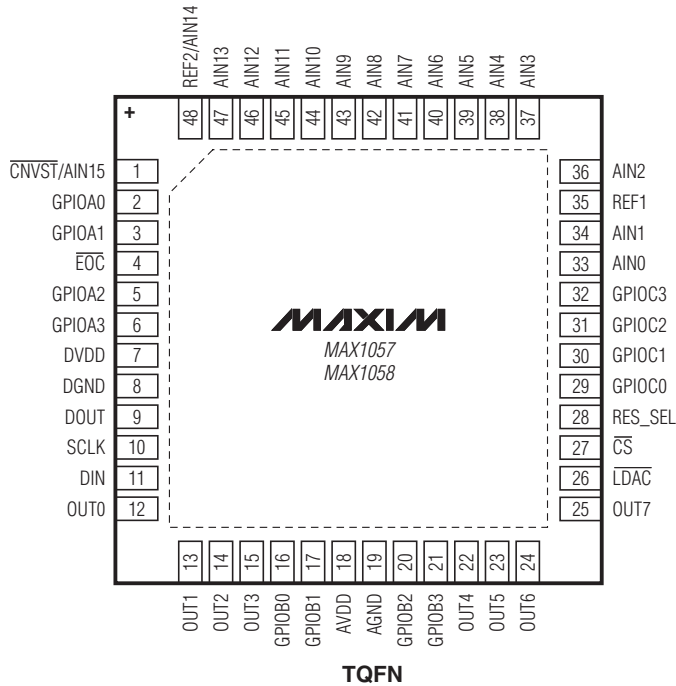 REF2/AIN14
AIN13
AIN12
AIN11
AIN10
AIN9
AIN8
AIN7
AIN6
AIN5
AIN4
AIN3
+
48
47
46
45
44
43
42
41
40
39
38
37
CNVST/AIN15 1
GPIOA0 2
GPIOA1 3
EOC 4
GPIOA2 5
GPIOA3 6
DVDD 7
DGND 8
DOUT 9
SCLK 10
DIN 11
OUT0 12
MAXIM
MAX1057
MAX1058
36 AIN2
35 REF1
34 AIN1
33 AIN0
32 GPIOC3
31 GPIOC2
30 GPIOC1
29 GPIOC0
28 RES_SEL
27 CS
26 LDAC
25 OUT7
13
14
15
16
17
18
19
20
21
22
23
24
OUT1
OUT2
OUT3
GPIOB0
GPIOB1
AVDD
AGND
GPIOB2
GPIOB3
OUT4
OUT5
OUT6
TQFN